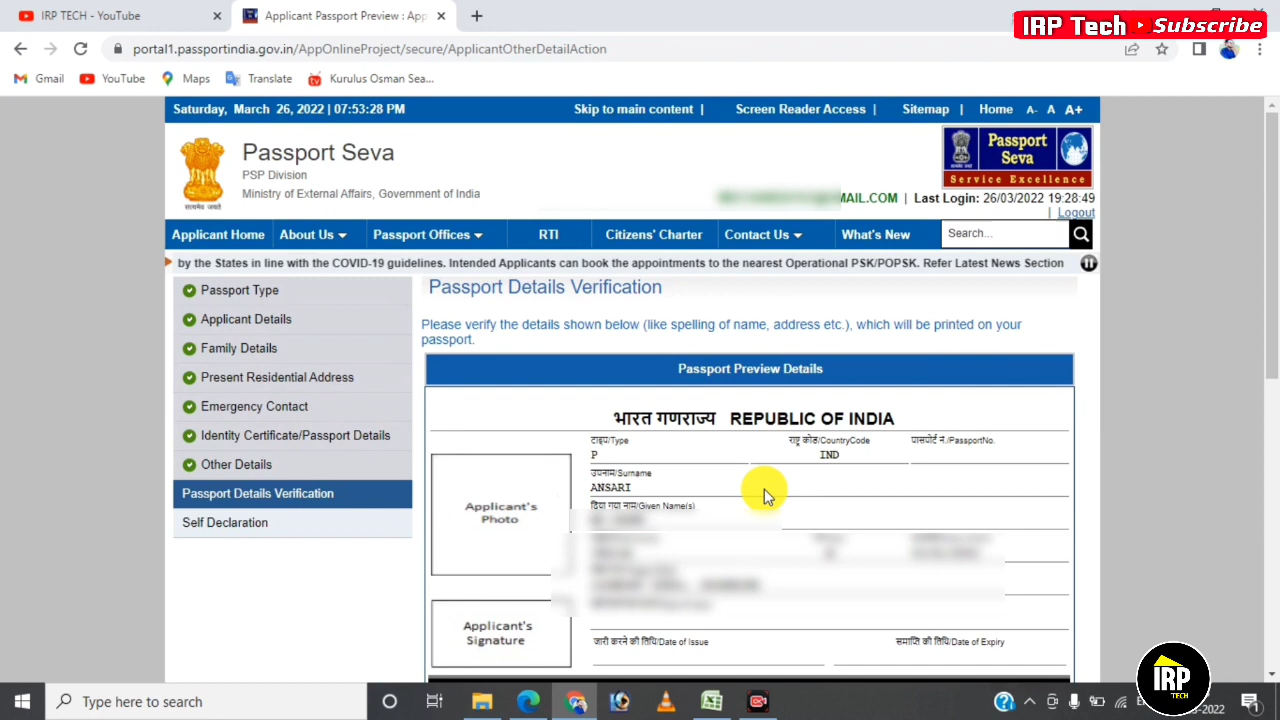 IRP TECH - YouTube
Applicant Passport Preview : App
IRP Tech Subscribe
portal1.passportindia.gov.in/AppOnlineProject/secure/ApplicantOtherDetailAction
Gmail YouTube Maps Translate Kurulus Osman Sea...
Saturday, March 26, 2022 | 07:53:28 PM Skip to main content | Screen Reader Access | Sitemap | Home A- A A+
Passport Seva
PSP Division
Ministry of External Affairs, Government of India
सत्यमेव जयते
Passport
Seva
Service Excellence
MAIL.COM | Last Login: 26/03/2022 19:28:49
| Logout
Applicant Home About Us Passport Offices RTI Citizens' Charter Contact Us What's New Search...
by the States in line with the COVID-19 guidelines. Intended Applicants can book the appointments to the nearest Operational PSK/POPSK. Refer Latest News Section
Passport Type
Applicant Details
Family Details
Present Residential Address
Emergency Contact
Identity Certificate/Passport Details
Other Details
Passport Details Verification
Self Declaration
Passport Details Verification
Please verify the details shown below (like spelling of name, address etc.), which will be printed on your
passport.
Passport Preview Details
भारत गणराज्य REPUBLIC OF INDIA
टाइप/Type राष्ट्र कोड/CountryCode पासपोर्ट नं./PassportNo.
P IND
उपनाम/Surname
ANSARI
दिया गया नाम/Given Name(s)
Applicant's
Photo
Applicant's
Signature
जारी करने की तिथि/Date of Issue समाप्ति की तिथि/Date of Expiry
IRP
TECH
Type here to search
-2022
1